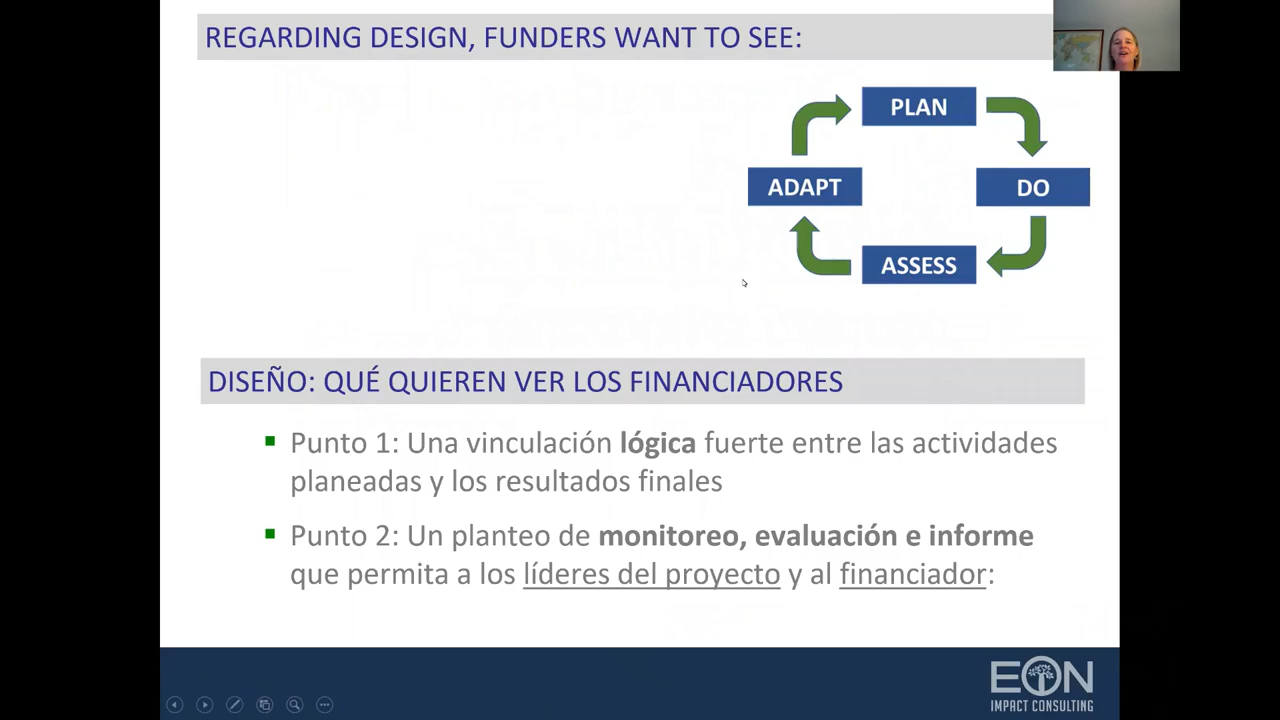 REGARDING DESIGN, FUNDERS WANT TO SEE:
PLAN
ADAPT
DO
ASSESS
DISEÑO: QUÉ QUIEREN VER LOS FINANCIADORES
Punto 1: Una vinculación lógica fuerte entre las actividades
planeadas y los resultados finales
Punto 2: Un planteo de monitoreo, evaluación e informe
que permita a los líderes del proyecto y al financiador:
EON
IMPACT CONSULTING